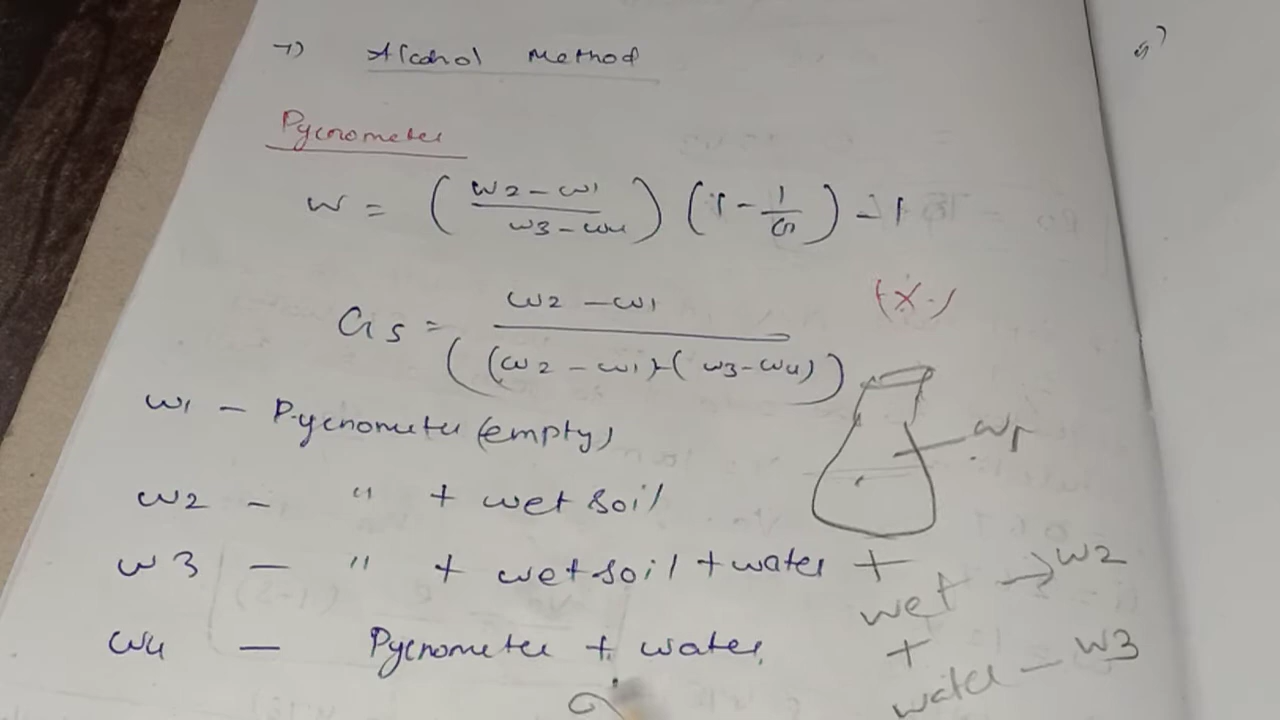 7) Alcohol Method
Pycnometer
w = ( w2 - w1 / w3 - w4 ) ( 1 - 1/G ) - 1
Gs = w2 - w1 / ( (w2 - w1) - ( w3 - w4) )
(x.)
w1 - Pycnometer (empty)
w1
w2 - " + wet soil
w3 - " + wet soil + water
+ wet → w2
w4 - Pycnometer + water
+ water - w3